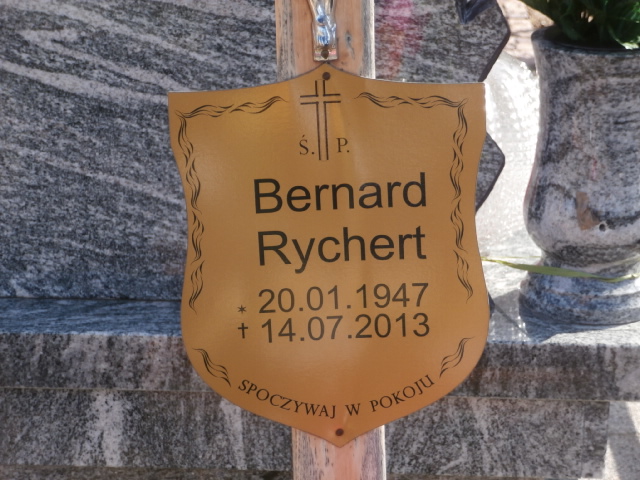 Ś. P.
Bernard
Rychert
* 20.01.1947
† 14.07.2013
SPOCZYWAJ W POKOJU